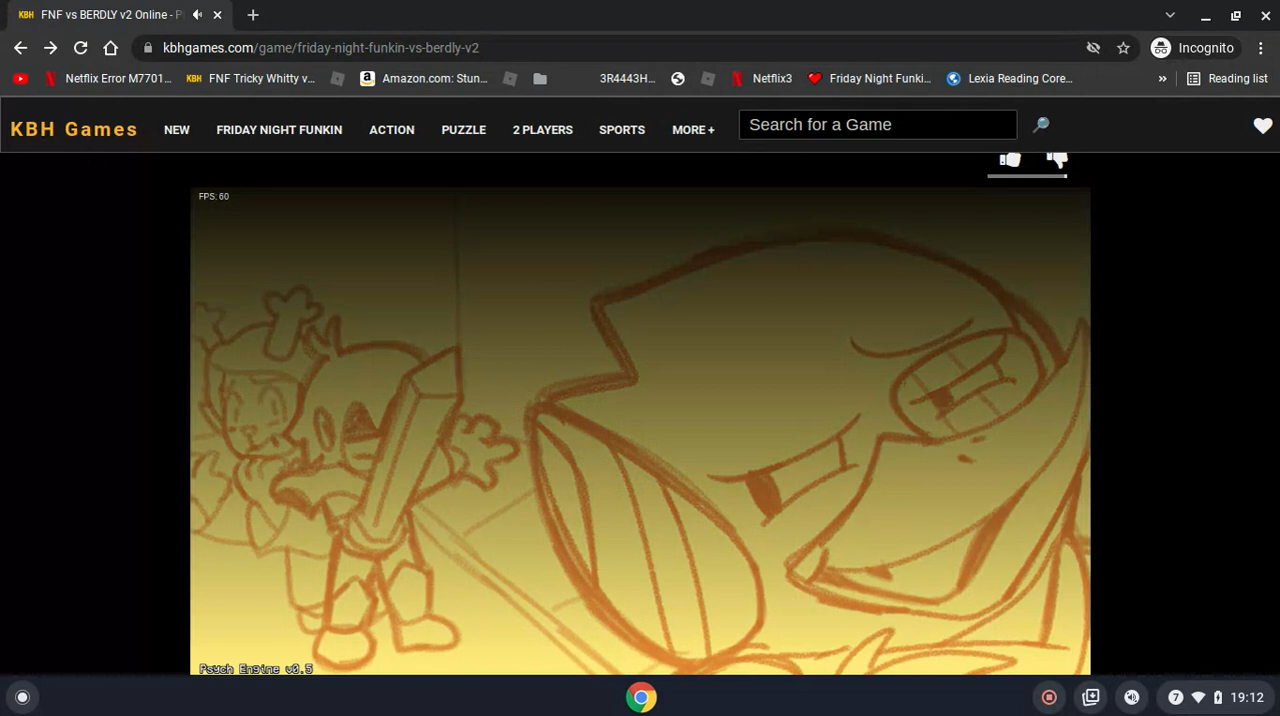 KBH FNF vs BERDLY v2 Online - P
kbhgames.com/game/friday-night-funkin-vs-berdly-v2 Incognito
Netflix Error M7701... KBH FNF Tricky Whitty v... a Amazon.com: Stun... 3R4443H... Netflix3 Friday Night Funki... Lexia Reading Core... » Reading list
KBH Games NEW FRIDAY NIGHT FUNKIN ACTION PUZZLE 2 PLAYERS SPORTS MORE + Search for a Game
FPS: 60
Psych Engine v0.5
7 19:12